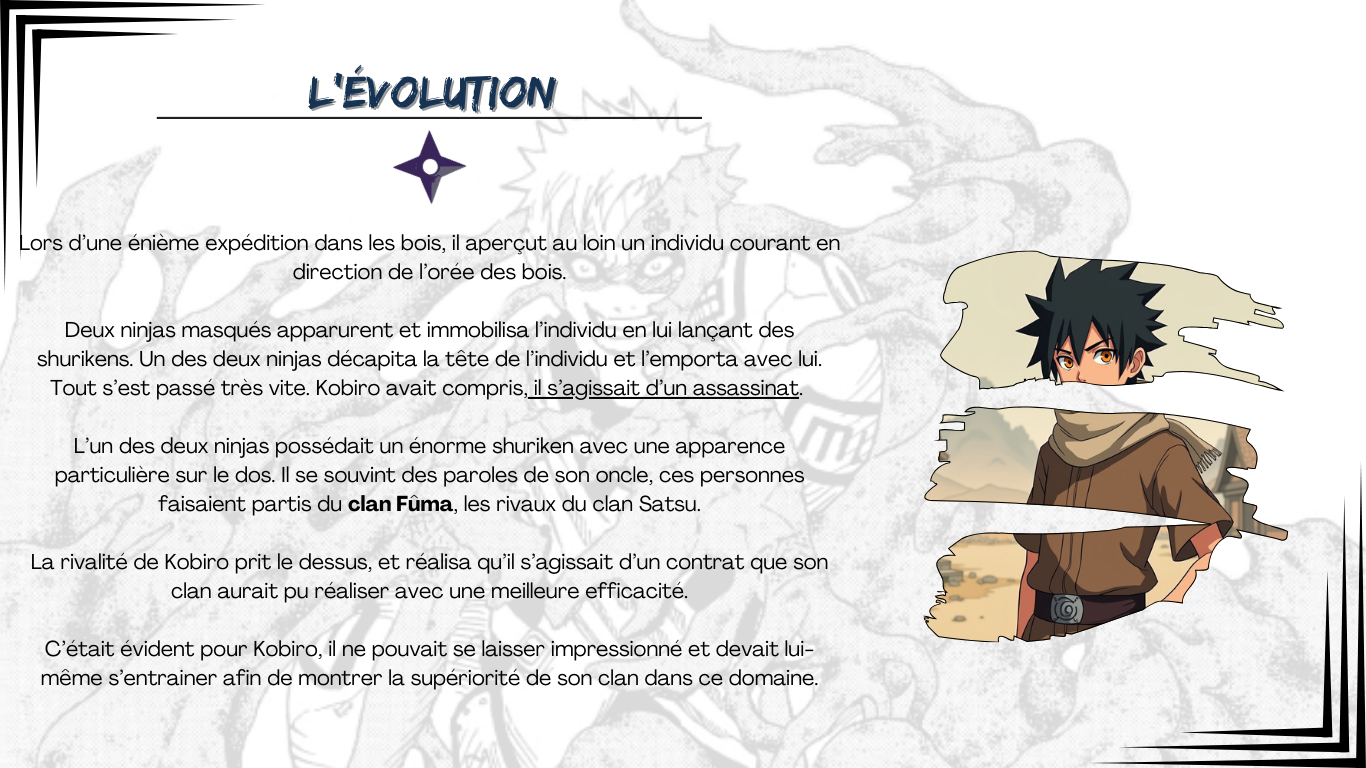 L'ÉVOLUTION
Lors d'une énième expédition dans les bois, il aperçut au loin un individu courant en
direction de l'orée des bois.
Deux ninjas masqués apparurent et immobilisa l'individu en lui lançant des
shurikens. Un des deux ninjas décapita la tête de l'individu et l'emporta avec lui.
Tout s'est passé très vite. Kobiro avait compris, il s'agissait d'un assassinat.
L'un des deux ninjas possédait un énorme shuriken avec une apparence
particulière sur le dos. Il se souvint des paroles de son oncle, ces personnes
faisaient partis du clan Fûma, les rivaux du clan Satsu.
La rivalité de Kobiro prit le dessus, et réalisa qu'il s'agissait d'un contrat que son
clan aurait pu réaliser avec une meilleure efficacité.
C'était évident pour Kobiro, il ne pouvait se laisser impressionné et devait lui-
même s'entrainer afin de montrer la supériorité de son clan dans ce domaine.